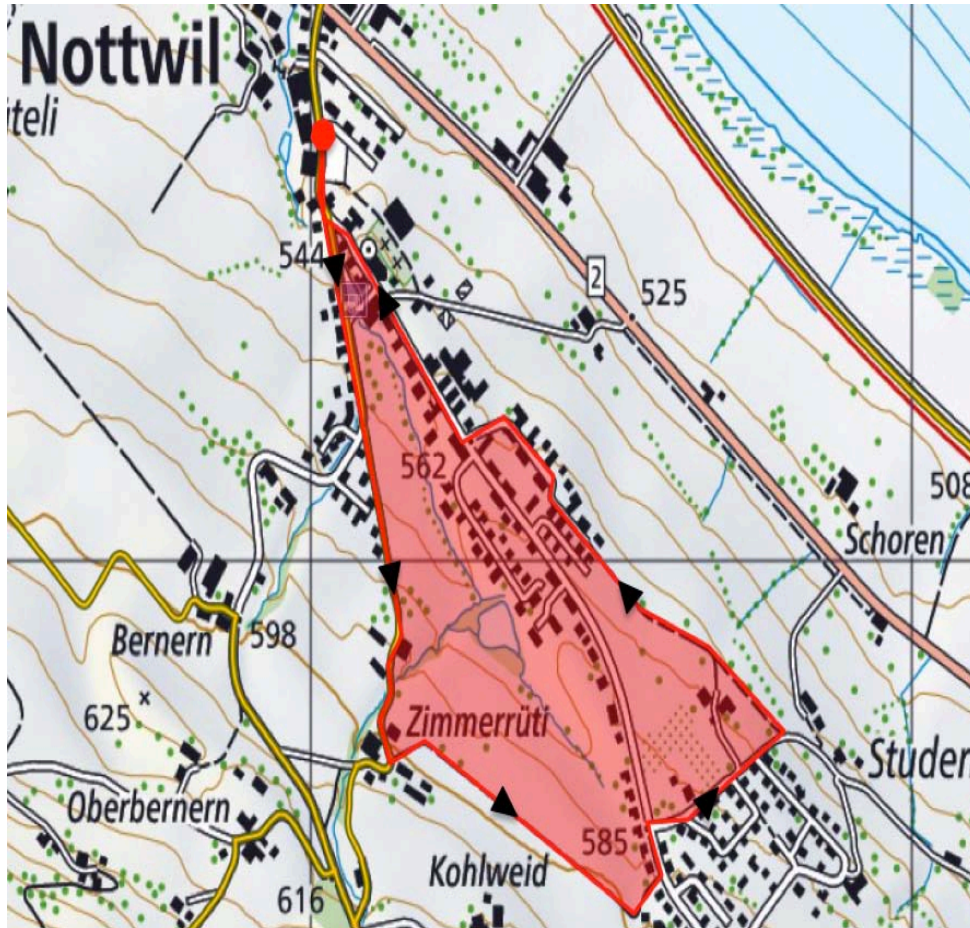 Nottwil
iteli
544
2
525
562
508
Schoren
Bernern
598
625
Zimmerrüti
Studen
Oberbernern
585
Kohlweid
616